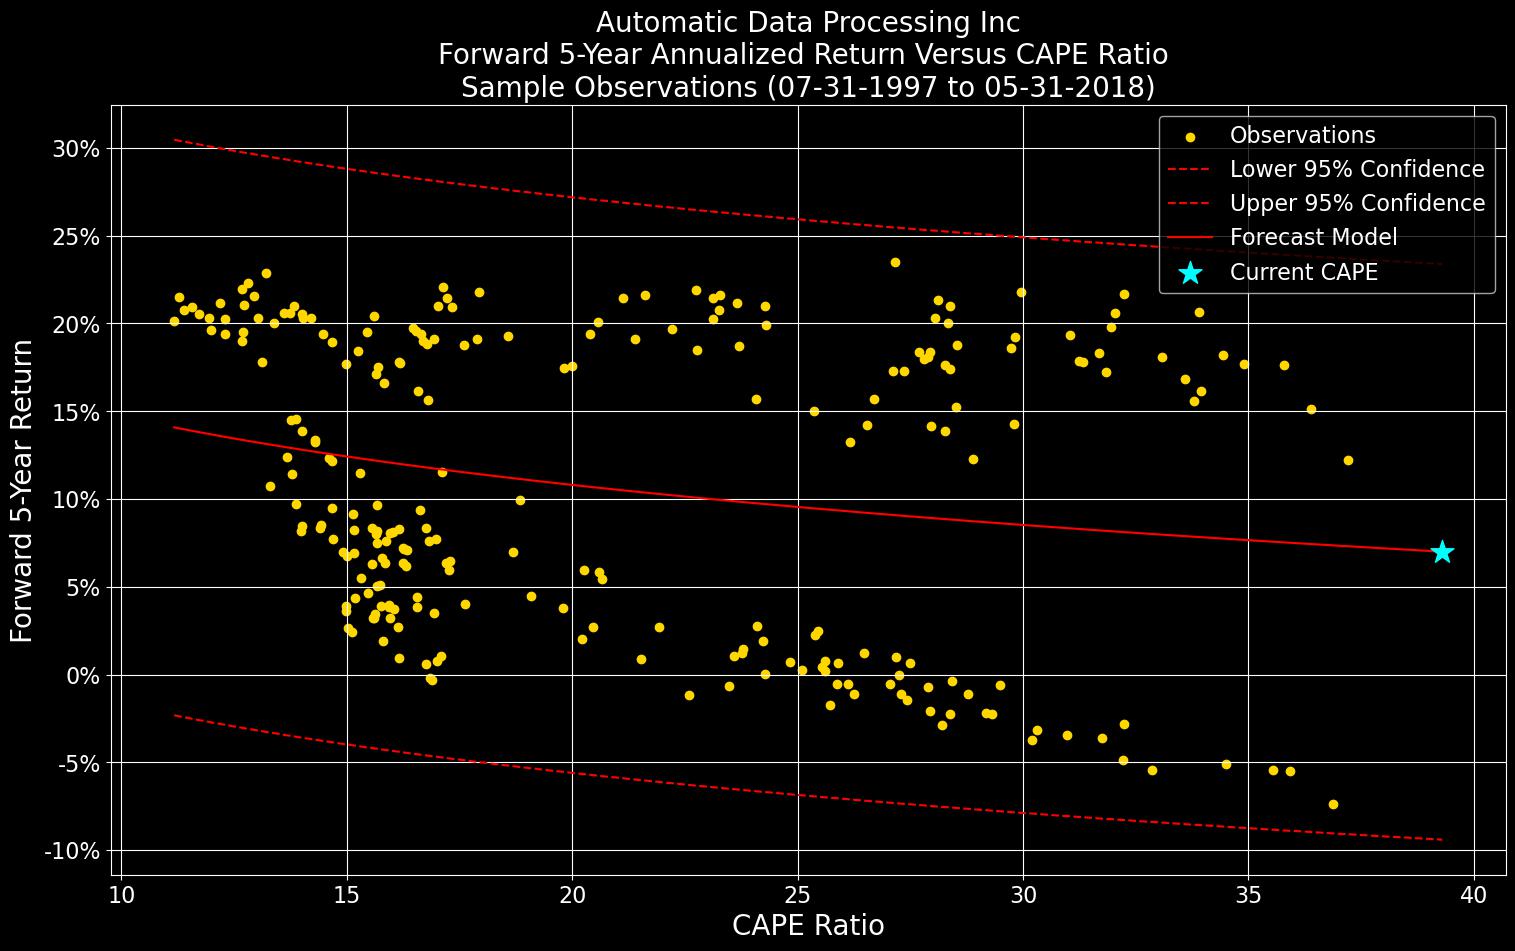 Automatic Data Processing Inc
Forward 5-Year Annualized Return Versus CAPE Ratio
Sample Observations (07-31-1997 to 05-31-2018)
Observations
Lower 95% Confidence
Upper 95% Confidence
Forecast Model
Current CAPE
Forward 5-Year Return
30%
25%
20%
15%
10%
5%
0%
-5%
-10%
10 15 20 25 30 35 40
CAPE Ratio